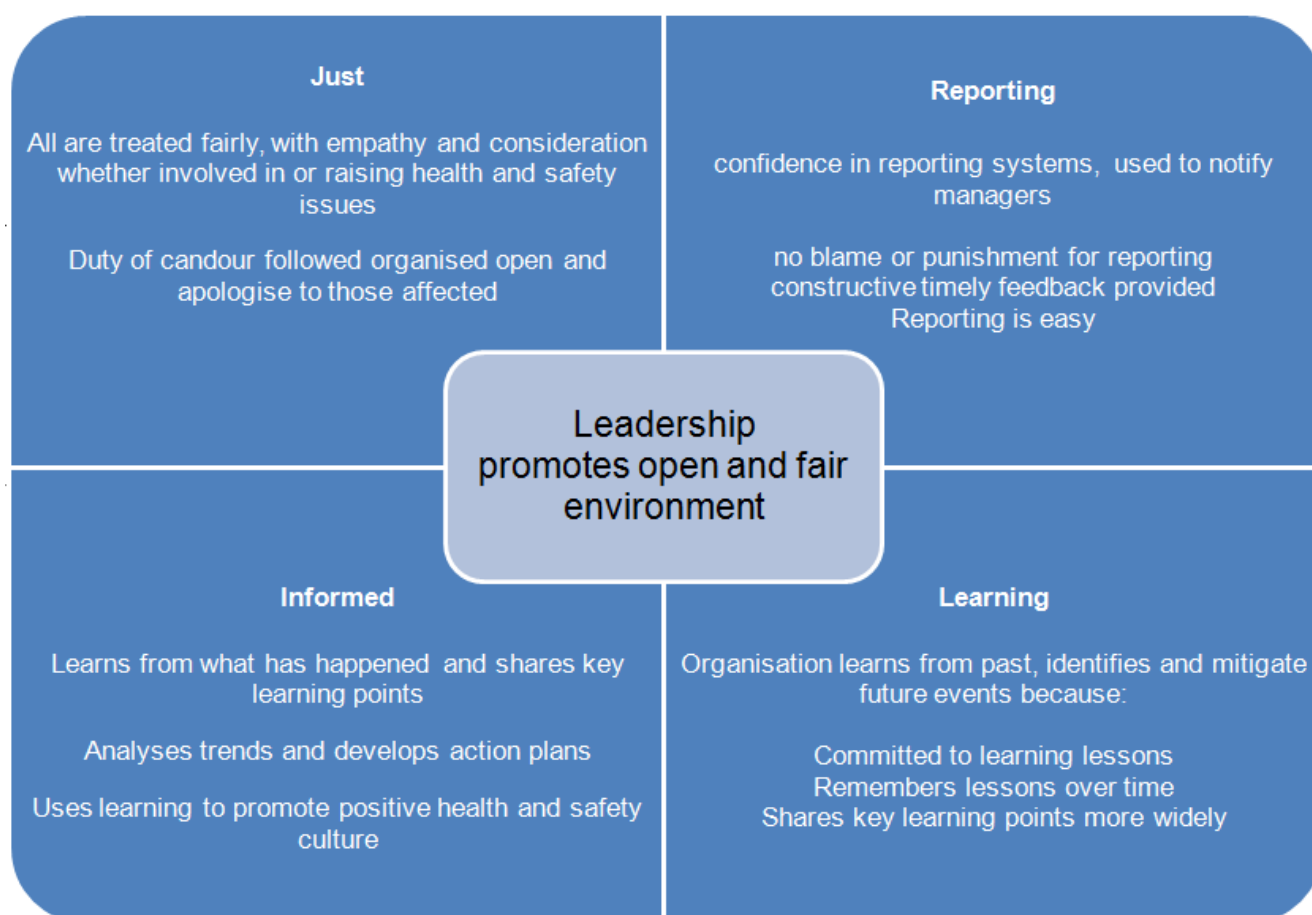 Just
All are treated fairly, with empathy and consideration
whether involved in or raising health and safety
issues
Duty of candour followed organised open and
apologise to those affected
Reporting
confidence in reporting systems, used to notify
managers
no blame or punishment for reporting
constructive timely feedback provided
Reporting is easy
Leadership
promotes open and fair
environment
Informed
Learns from what has happened and shares key
learning points
Analyses trends and develops action plans
Uses learning to promote positive health and safety
culture
Learning
Organisation learns from past, identifies and mitigate
future events because:
Committed to learning lessons
Remembers lessons over time
Shares key learning points more widely